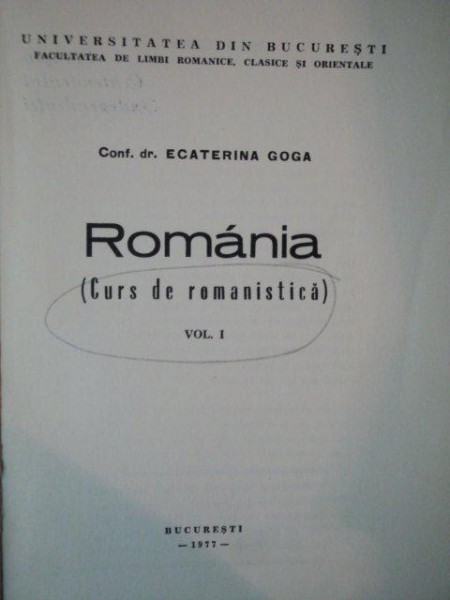 UNIVERSITATEA DIN BUCUREŞTI
FACULTATEA DE LIMBI ROMANICE, CLASICE ŞI ORIENTALE
Conf. dr. ECATERINA GOGA
Románia
(Curs de romanistică)
VOL. I
BUCUREŞTI
— 1977 —